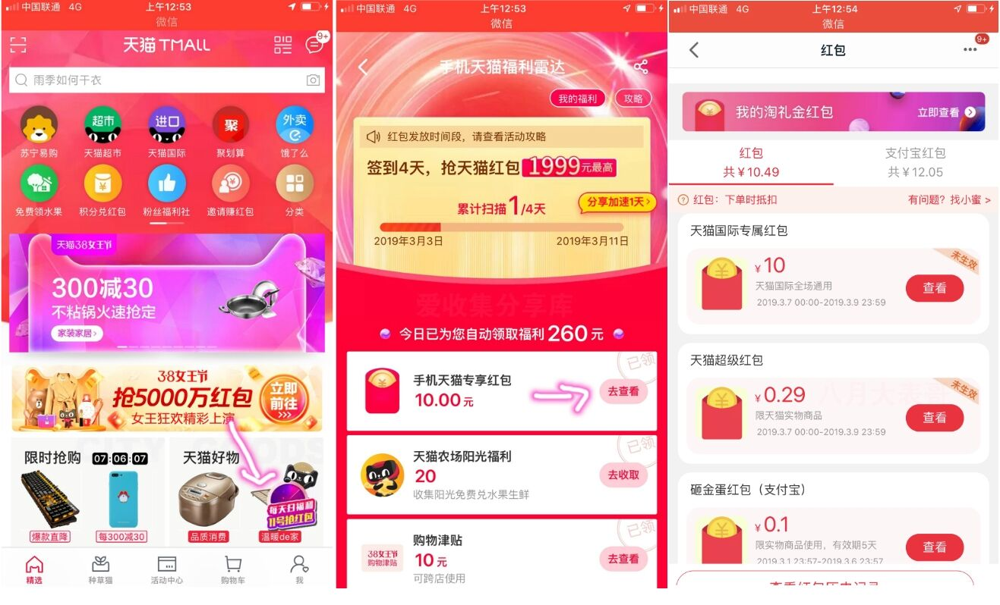 中国联通 4G
上午12:53
微信
天猫TMALL
9+
雨季如何干衣
超市
进口
聚
外卖
苏宁易购
天猫超市
天猫国际
聚划算
饿了么
免费领水果
积分兑红包
粉丝福利社
邀请赚红包
分类
天猫38女王节
300减30
不粘锅火速抢定
家装家居>
38女王节
抢5000万红包
女王狂欢精彩上演
立即
前往
>>>
限时抢购 07:06:07
天猫好物
每天扫福利
11号抢红包
爆款直降
每300减30
品质消费
温暖de家
精选
种草猫
活动中心
购物车
我
中国联通 4G
上午12:53
微信
手机天猫福利雷达
我的福利
攻略
红包发放时间段，请查看活动攻略
签到4天，抢天猫红包1999元最高
分享加速1天>
累计扫描1/4天
2019年3月3日
2019年3月11日
爱收集分享库
今日已为您自动领取福利260元
已领
手机天猫专享红包
10.00元
去查看
已领
天猫农场阳光福利
20
收集阳光免费兑水果生鲜
去收取
已领
38女王节
购物津贴
购物津贴
10元
可跨店使用
去查看
中国联通 4G
上午12:54
微信
红包
9+
我的淘礼金红包
立即查看
红包
共￥10.49
支付宝红包
共￥12.05
红包：下单时抵扣
有问题？找小蜜 >
天猫国际专属红包
未生效
￥10
天猫国际全场通用
2019.3.7 00:00-2019.3.9 23:59
查看
天猫超级红包
未生效
￥0.29
限天猫实物商品
2019.3.7 00:00-2019.3.9 23:59
查看
砸金蛋红包（支付宝）
￥0.1
限实物商品使用，有效期5天
2019.3.1 23:57-2019.3.6 23:57
查看
查看红包历史记录